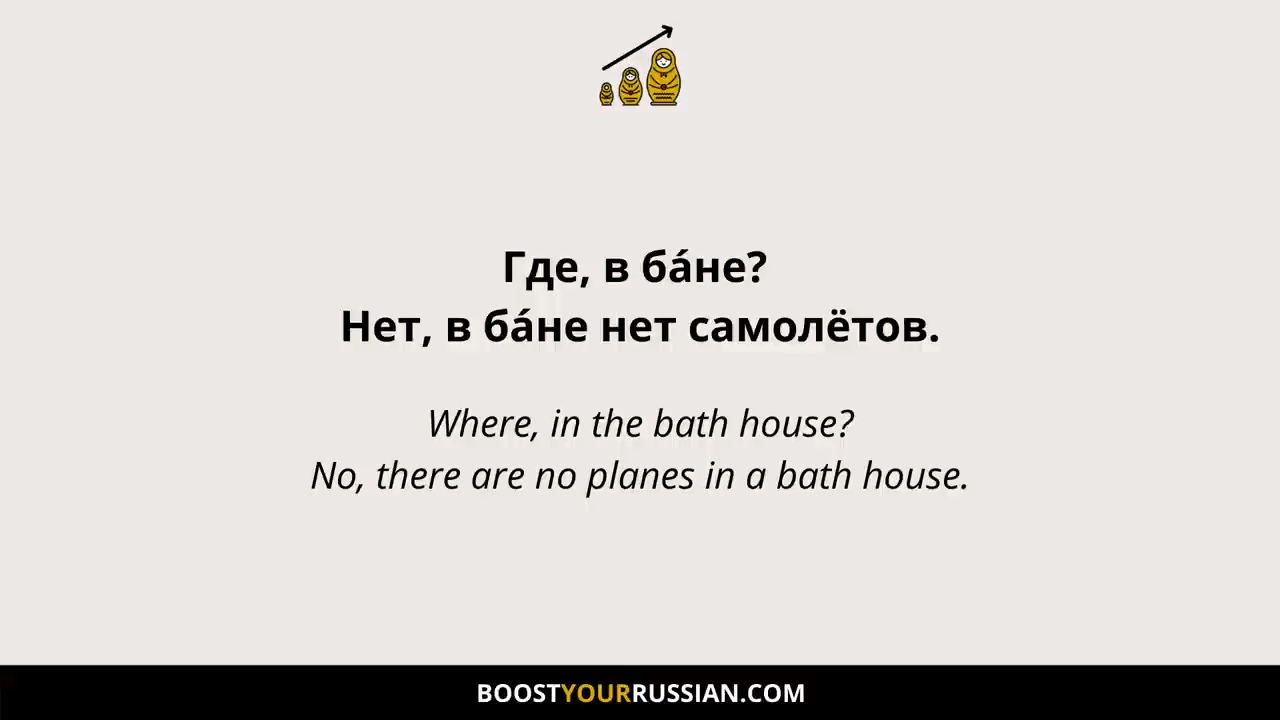 Где, в ба́не?
Нет, в ба́не нет самолётов.
Where, in the bath house?
No, there are no planes in a bath house.
BOOSTYOURRUSSIAN.COM